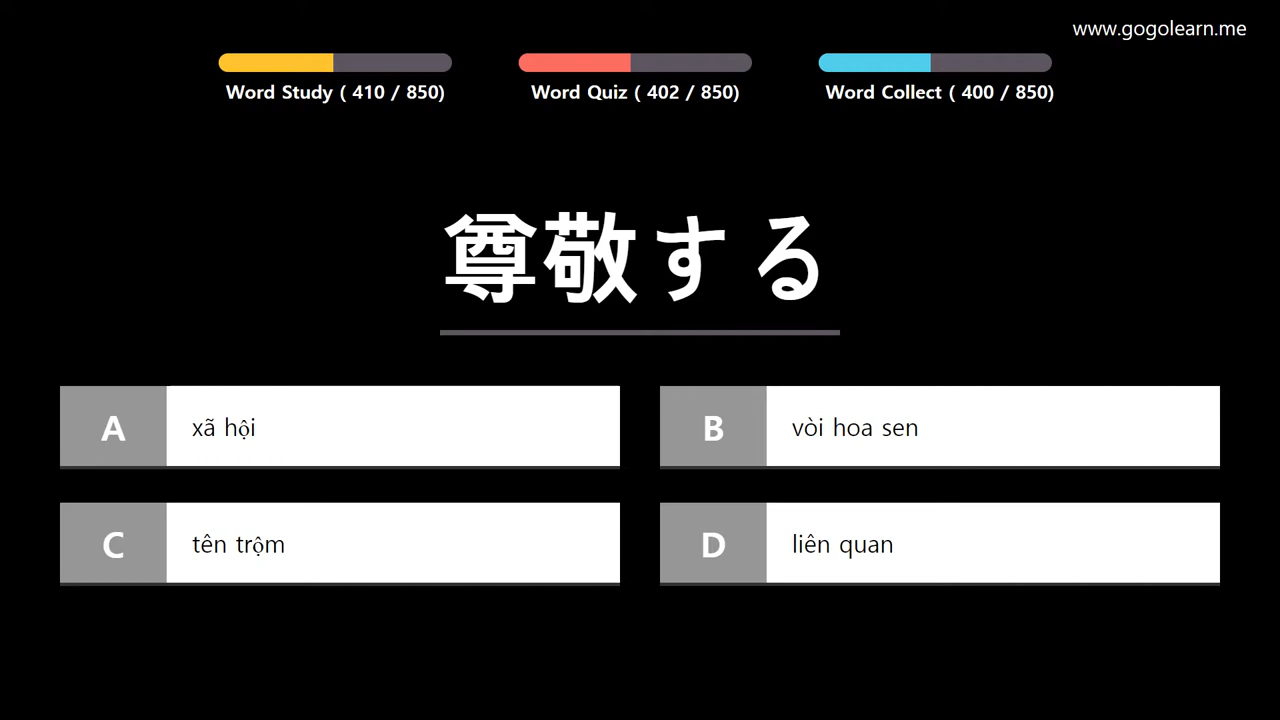 www.gogolearn.me
Word Study ( 410 / 850)
Word Quiz ( 402 / 850)
Word Collect ( 400 / 850)
尊敬する
A xã hội
B vòi hoa sen
C tên trộm
D liên quan